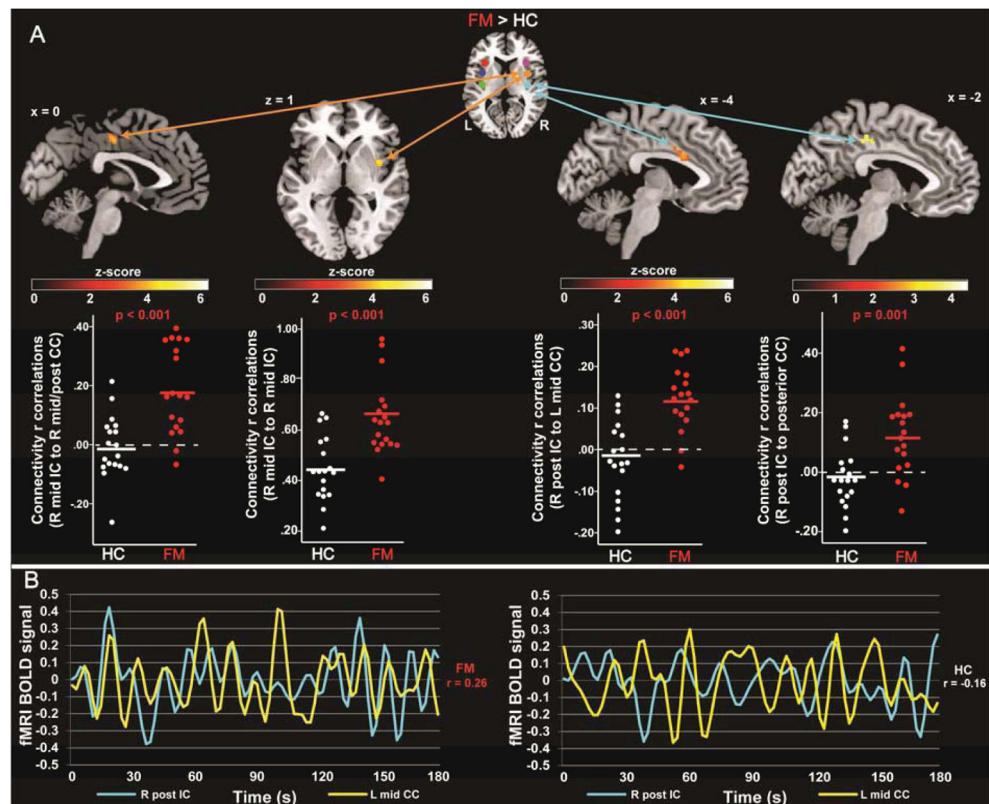 A
FM > HC
x = 0
z = 1
x = -4
x = -2
L
R
z-score
0 2 4 6
z-score
0 2 4 6
z-score
0 2 4 6
z-score
0 1 2 3 4
p < 0.001
Connectivity r correlations
(R mid IC to R mid/post CC)
.40
.20
.00
-.20
HC FM
p < 0.001
Connectivity r correlations
(R mid IC to R mid IC)
1.00
.80
.60
.40
.20
HC FM
p < 0.001
Connectivity r correlations
(R post IC to L mid CC)
.30
.20
.10
.00
-.10
-.20
HC FM
p = 0.001
Connectivity r correlations
(R post IC to posterior CC)
.40
.20
.00
-.20
HC FM
B
fMRI BOLD signal
0.5
0.4
0.3
0.2
0.1
0
-0.1
-0.2
-0.3
-0.4
-0.5
0 30 60 90 120 150 180
FM
r = 0.26
R post IC
Time (s)
L mid CC
fMRI BOLD signal
0.5
0.4
0.3
0.2
0.1
0
-0.1
-0.2
-0.3
-0.4
-0.5
0 30 60 90 120 150 180
HC
r = -0.16
R post IC
Time (s)
L mid CC